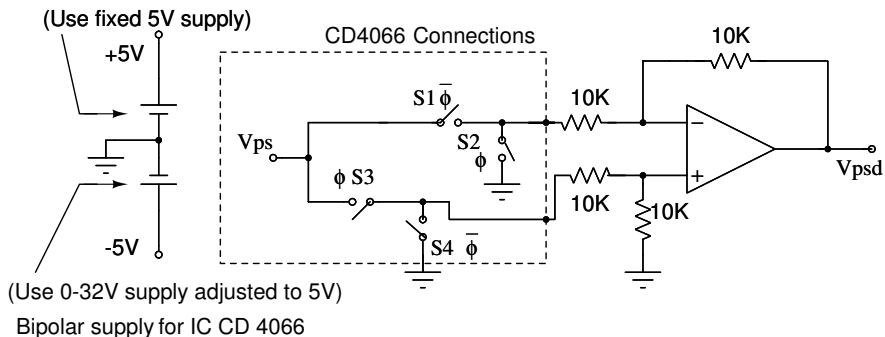 (Use fixed 5V supply)
+5V
-5V
(Use 0-32V supply adjusted to 5V)
Bipolar supply for IC CD 4066
CD4066 Connections
Vps
S1 ϕ̅
S2
ϕ
ϕ S3
S4 ϕ̅
10K
10K
10K
10K
−
+
Vpsd